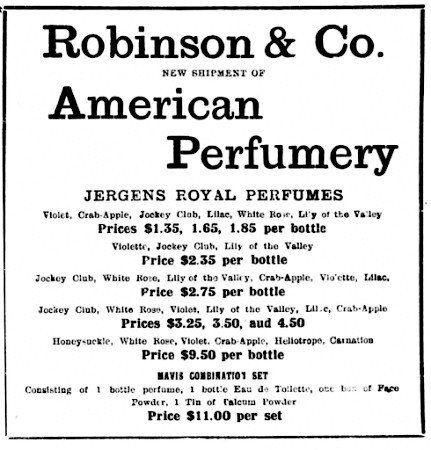 Robinson & Co.
NEW SHIPMENT OF
American
Perfumery
JERGENS ROYAL PERFUMES
Violet, Crab-Apple, Jockey Club, Lilac, White Rose, Lily of the Valley
Prices $1.35, 1.65, 1.85 per bottle
Violette, Jockey Club, Lily of the Valley
Price $2.35 per bottle
Jockey Club, White Rose, Lily of the Valley, Crab-Apple, Violette, Lilac,
Price $2.75 per bottle
Jockey Club, White Rose, Violet, Lily of the Valley, Lilac, Crab-Apple
Prices $3.25, 3.50, aud 4.50
Honeysuckle, White Rose, Violet, Crab-Apple, Heliotrope, Carnation
Price $9.50 per bottle
MAVIS COMBINATION SET
Consisting of 1 bottle perfume, 1 bottle Eau de Toilette, one box of Face
Powder, 1 Tin of Talcum Powder
Price $11.00 per set